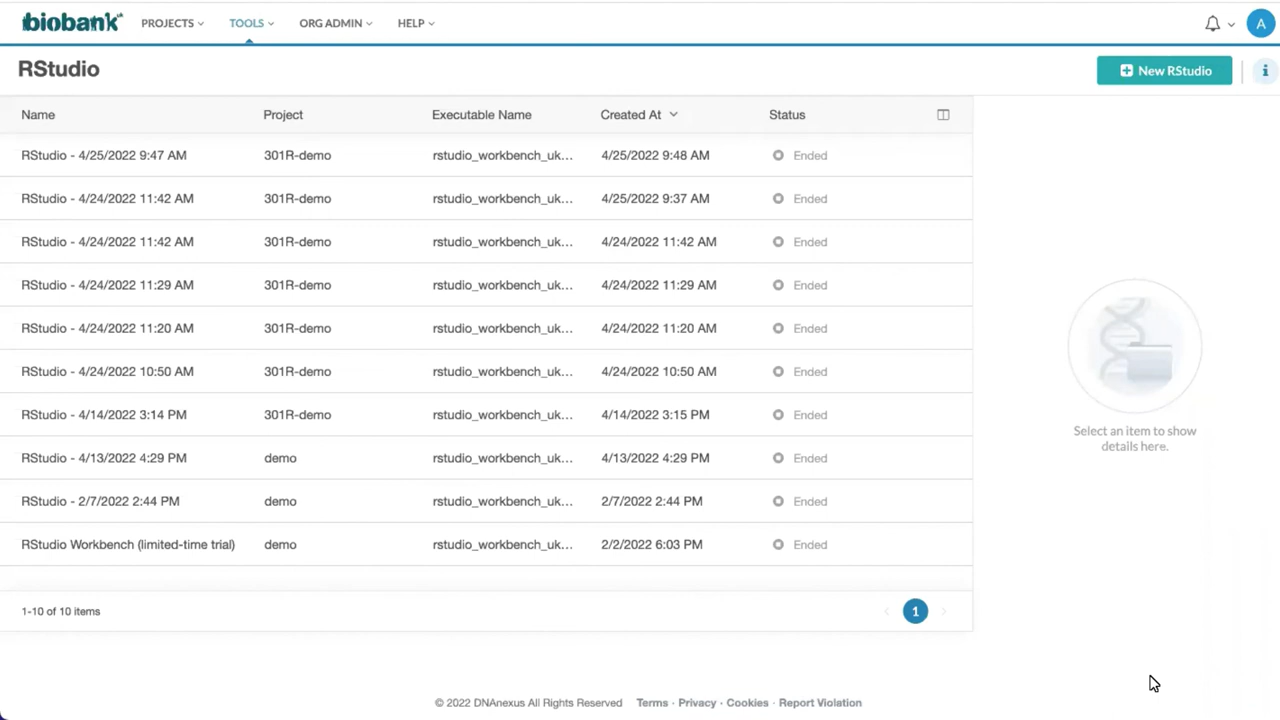 biobank uk PROJECTS TOOLS ORG ADMIN HELP A
RStudio
New RStudio i
Name Project Executable Name Created At Status
RStudio - 4/25/2022 9:47 AM 301R-demo rstudio_workbench_uk... 4/25/2022 9:48 AM Ended
RStudio - 4/24/2022 11:42 AM 301R-demo rstudio_workbench_uk... 4/25/2022 9:37 AM Ended
RStudio - 4/24/2022 11:42 AM 301R-demo rstudio_workbench_uk... 4/24/2022 11:42 AM Ended
RStudio - 4/24/2022 11:29 AM 301R-demo rstudio_workbench_uk... 4/24/2022 11:29 AM Ended
RStudio - 4/24/2022 11:20 AM 301R-demo rstudio_workbench_uk... 4/24/2022 11:20 AM Ended
RStudio - 4/24/2022 10:50 AM 301R-demo rstudio_workbench_uk... 4/24/2022 10:50 AM Ended
RStudio - 4/14/2022 3:14 PM 301R-demo rstudio_workbench_uk... 4/14/2022 3:15 PM Ended
RStudio - 4/13/2022 4:29 PM demo rstudio_workbench_uk... 4/13/2022 4:29 PM Ended
RStudio - 2/7/2022 2:44 PM demo rstudio_workbench_uk... 2/7/2022 2:44 PM Ended
RStudio Workbench (limited-time trial) demo rstudio_workbench_uk... 2/2/2022 6:03 PM Ended
Select an item to show
details here.
1-10 of 10 items 1
© 2022 DNAnexus All Rights Reserved Terms - Privacy - Cookies - Report Violation